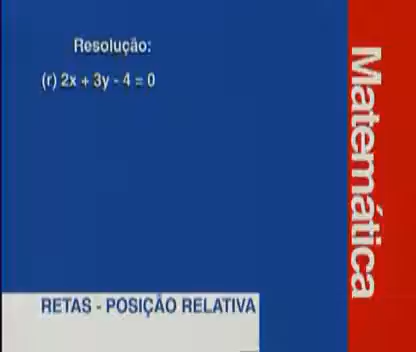 Resolução:
(r) 2x + 3y - 4 = 0
Matemática
RETAS - POSIÇÃO RELATIVA